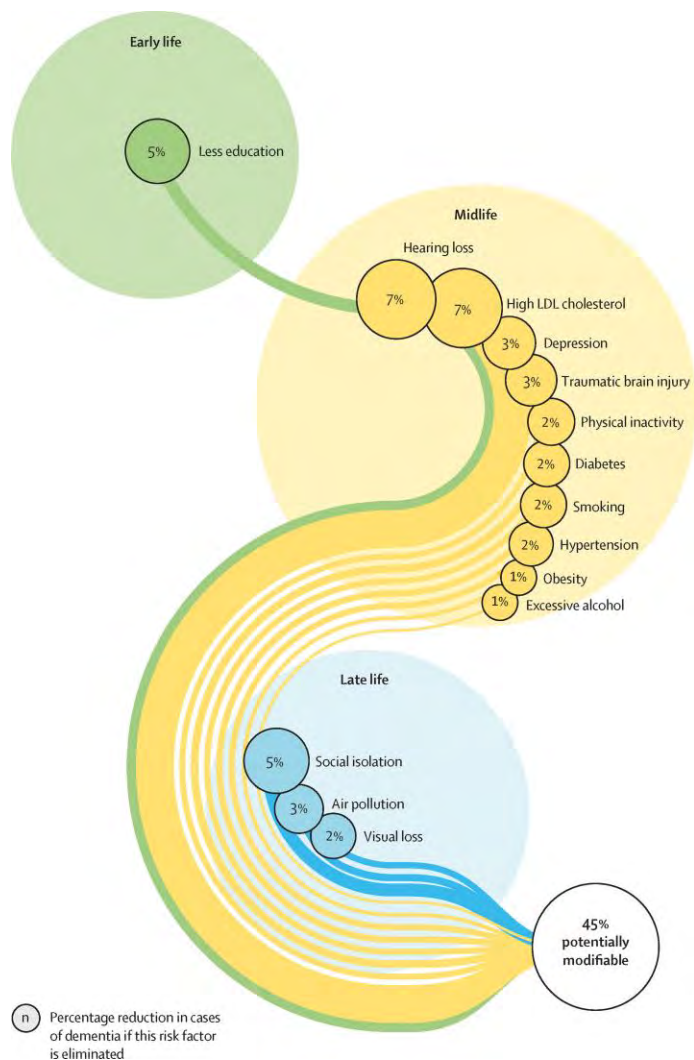 Early life
5%
Less education
Midlife
Hearing loss
7%
7%
High LDL cholesterol
3%
Depression
3%
Traumatic brain injury
2%
Physical inactivity
2%
Diabetes
2%
Smoking
2%
Hypertension
1%
Obesity
1%
Excessive alcohol
Late life
5%
Social isolation
3%
Air pollution
2%
Visual loss
45%
potentially
modifiable
n
Percentage reduction in cases
of dementia if this risk factor
is eliminated